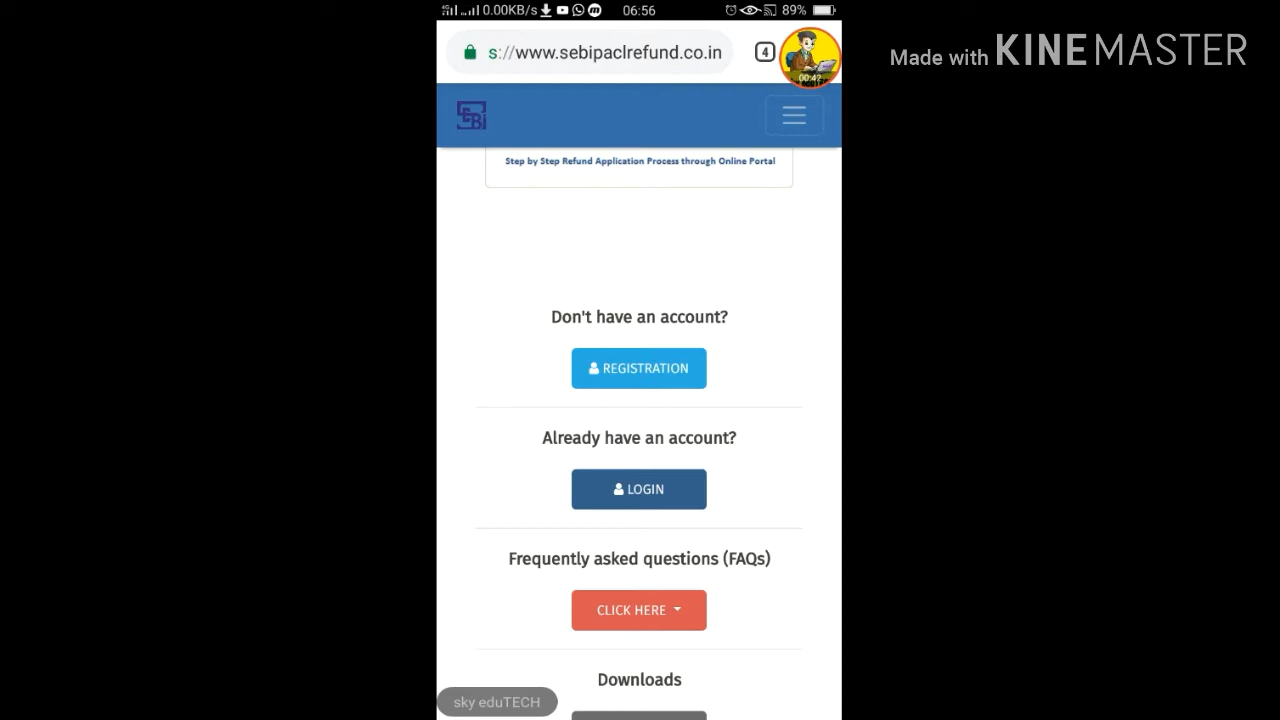 0.00KB/s 06:56 89%
Made with KINEMASTER
s://www.sebipaclrefund.co.in 4
00:42
SEBI
Step by Step Refund Application Process through Online Portal
Don't have an account?
REGISTRATION
Already have an account?
LOGIN
Frequently asked questions (FAQs)
CLICK HERE
Downloads
sky eduTECH